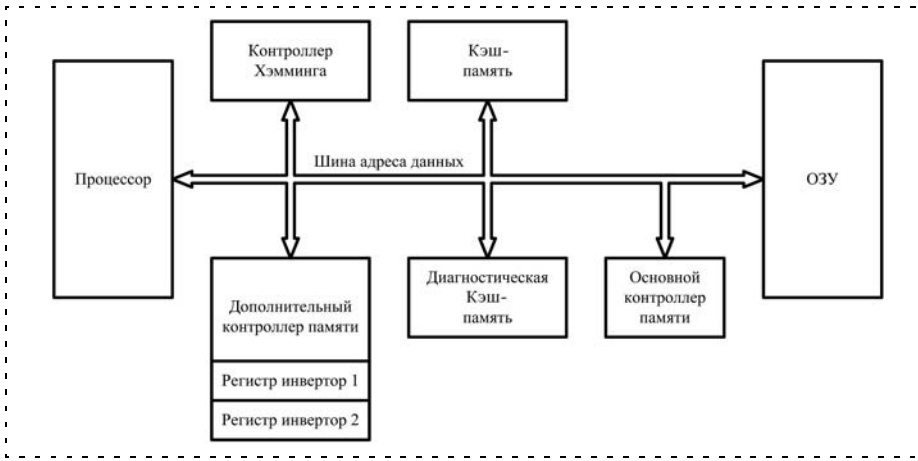 Контроллер
Хэмминга
Кэш-
память
Шина адреса данных
Процессор
ОЗУ
Дополнительный
контроллер памяти
Регистр инвертор 1
Регистр инвертор 2
Диагностическая
Кэш-
память
Основной
контроллер
памяти